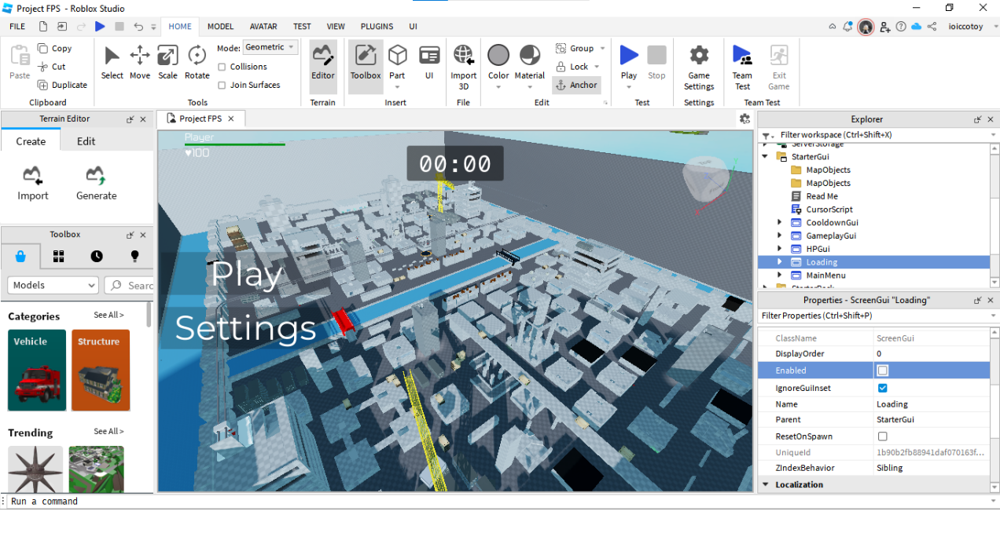 Project FPS - Roblox Studio
FILE HOME MODEL AVATAR TEST VIEW PLUGINS UI ioiccotoy
Paste Copy Cut Duplicate
Clipboard
Select Move Scale Rotate
Mode: Geometric
Collisions
Join Surfaces
Tools
Editor
Terrain
Toolbox Part UI
Insert
Import 3D
File
Color Material
Group
Lock
Anchor
Edit
Play Stop
Test
Game Settings
Settings
Team Test
Exit Game
Team Test
Terrain Editor
Create Edit
Import Generate
Toolbox
Models
Searc
Categories See All >
Vehicle Structure
Trending See All >
Project FPS
Player
♥100
00:00
Play
Settings
Explorer
Filter workspace (Ctrl+Shift+X)
ServerStorage
StarterGui
MapObjects
MapObjects
Read Me
CursorScript
CooldownGui
GameplayGui
HPGui
Loading
MainMenu
Properties - ScreenGui "Loading"
Filter Properties (Ctrl+Shift+P)
ClassName ScreenGui
DisplayOrder 0
Enabled
IgnoreGuiInset
Name Loading
Parent StarterGui
ResetOnSpawn
UniqueId 1b90b2fb88941daf070163f...
ZIndexBehavior Sibling
Localization
Run a command